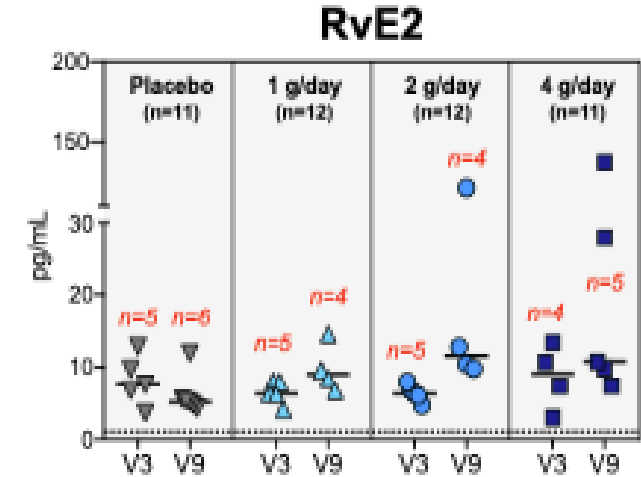 RvE2
200
150
30
20
10
0
pg/mL
Placebo
(n=11)
n=5 n=6
V3 V9
1 g/day
(n=12)
n=5
n=4
V3 V9
2 g/day
(n=12)
n=5
n=4
V3 V9
4 g/day
(n=11)
n=4
n=5
V3 V9